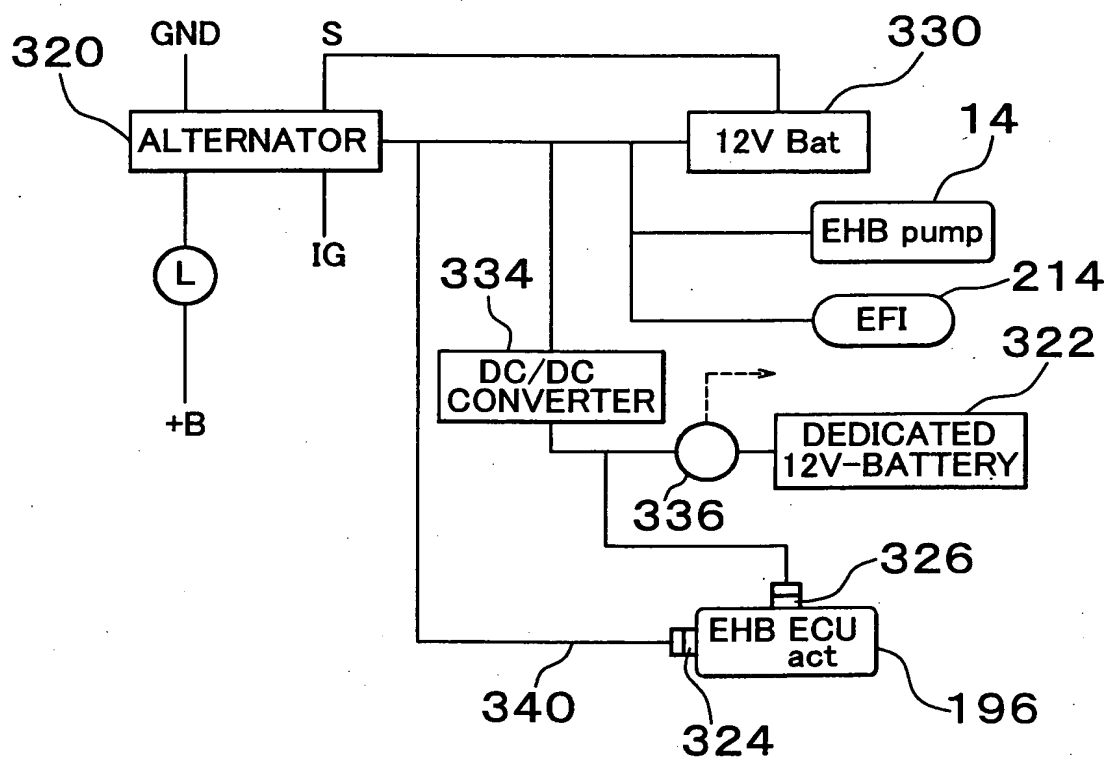 GND
S
320
330
ALTERNATOR
12V Bat
14
EHB pump
IG
L
334
214
EFI
322
DC/DC
CONVERTER
+B
DEDICATED
12V-BATTERY
336
326
EHB ECU
act
340
324
196